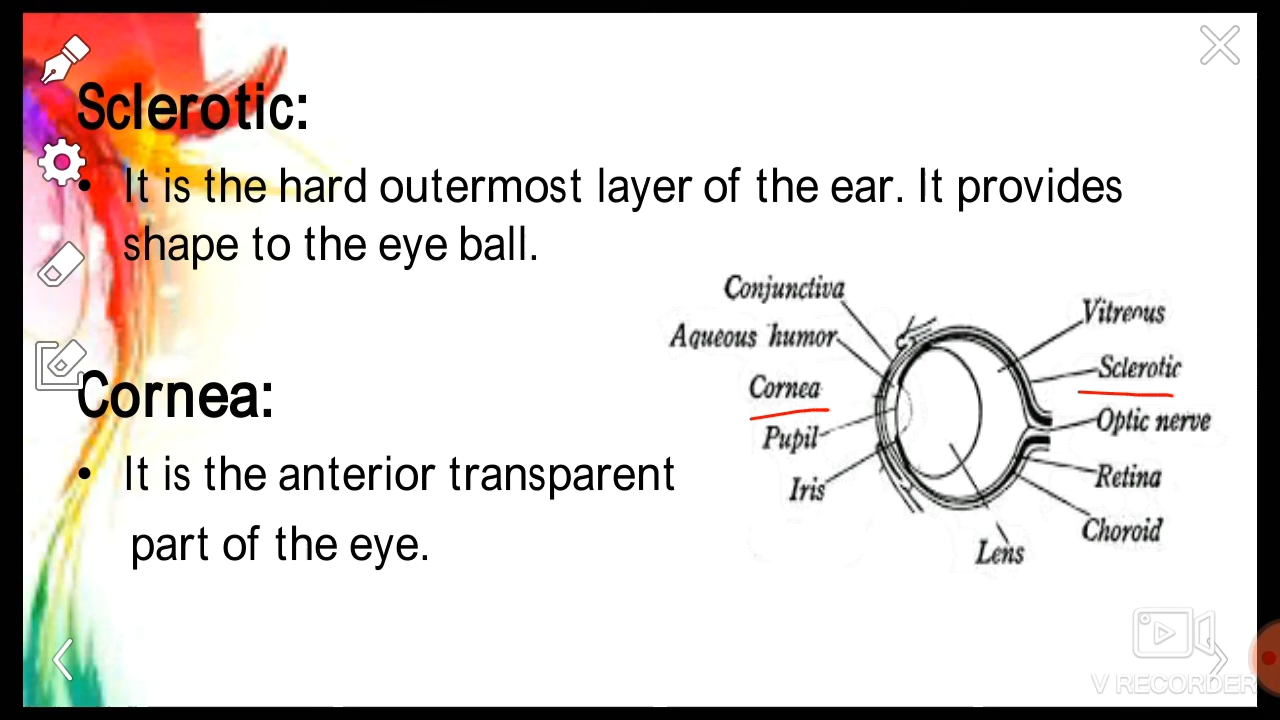 Sclerotic:
• It is the hard outermost layer of the ear. It provides
shape to the eye ball.
Conjunctiva
Aqueous humor
Cornea
Pupil
Iris
Vitreous
Sclerotic
Optic nerve
Retina
Choroid
Lens
Cornea:
• It is the anterior transparent
part of the eye.
V RECORDER